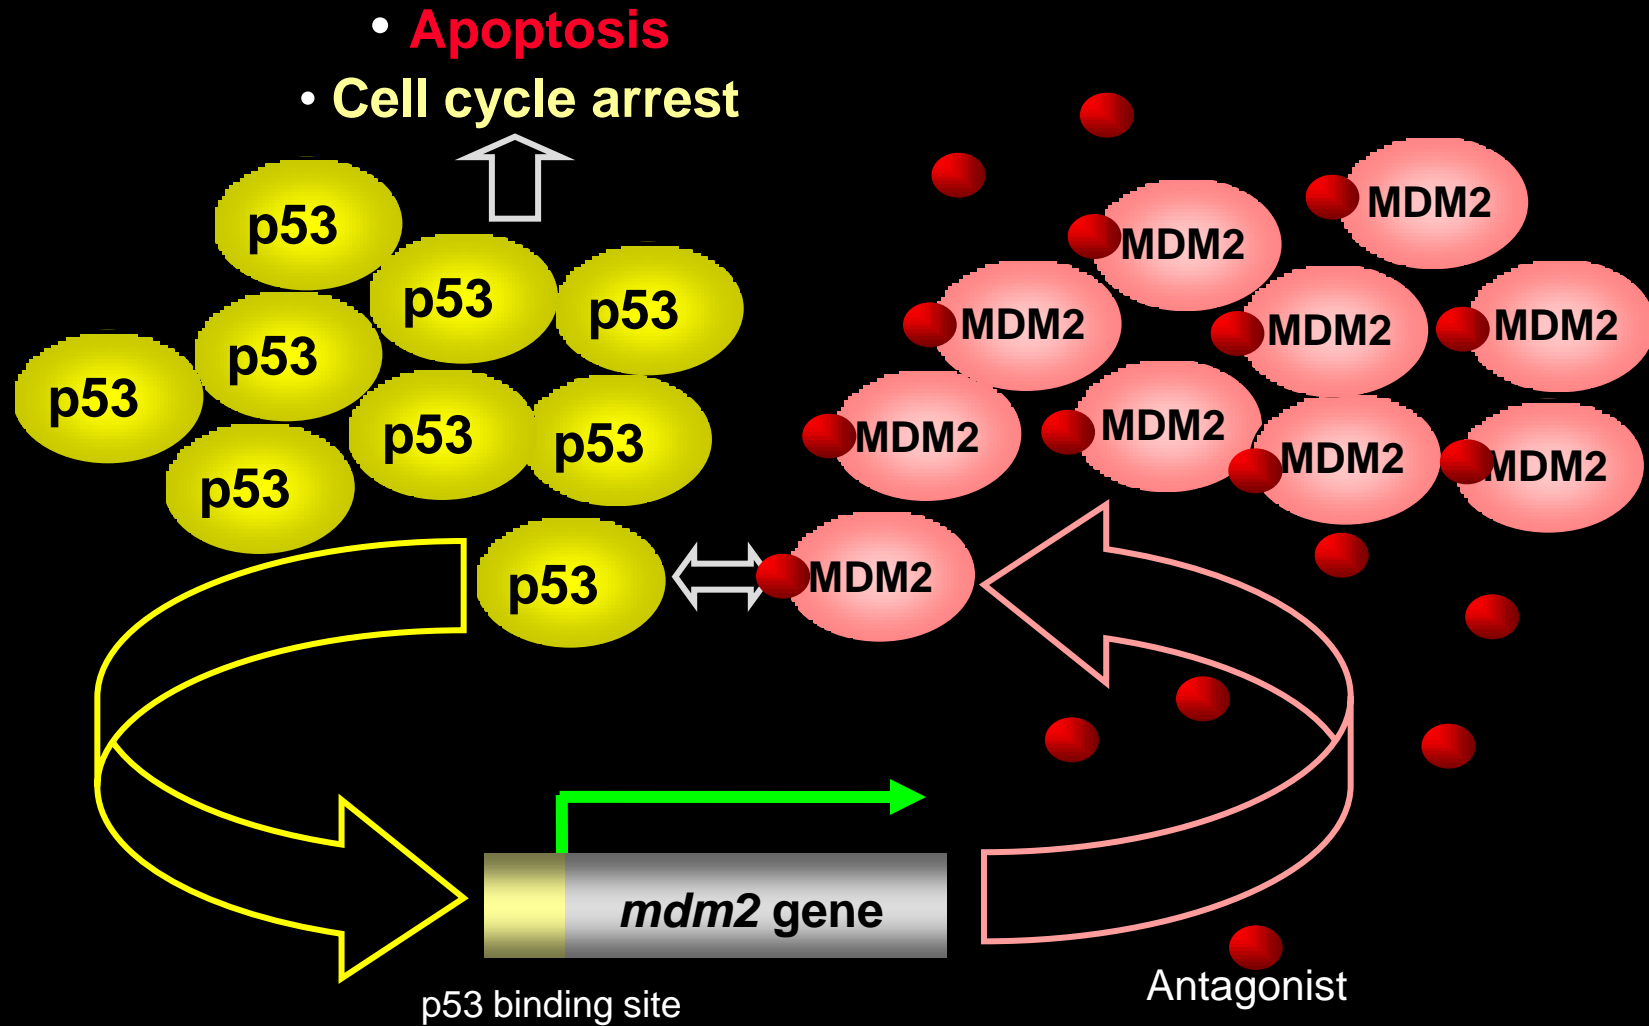 • Apoptosis
• Cell cycle arrest
p53
p53
p53
p53
p53
p53
p53
p53
p53
MDM2
MDM2
MDM2
MDM2
MDM2
MDM2
MDM2
MDM2
MDM2
MDM2
mdm2 gene
p53 binding site
Antagonist